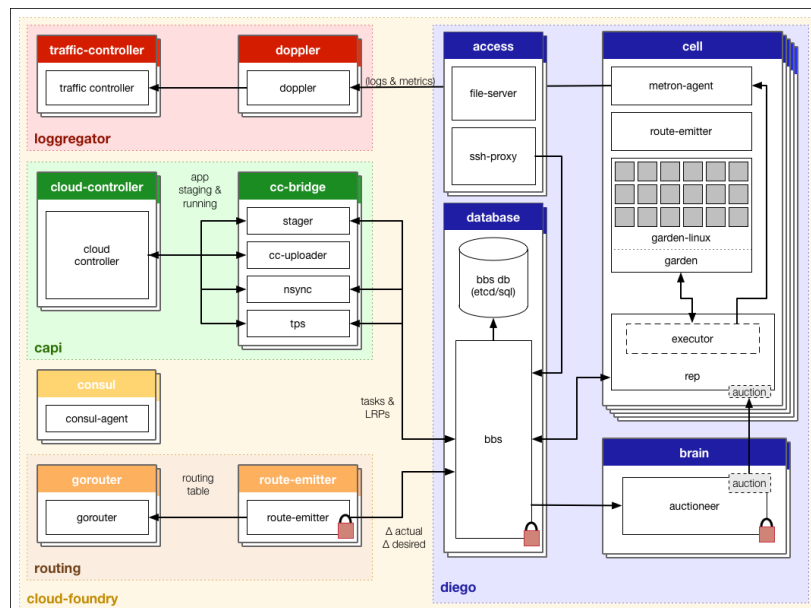 traffic-controller
traffic controller
doppler
doppler
(logs & metrics)
loggregator
access
file-server
ssh-proxy
cell
metron-agent
route-emitter
garden-linux
garden
executor
rep
auction
cloud-controller
cloud
controller
app
staging &
running
cc-bridge
stager
cc-uploader
nsync
tps
capi
database
bbs db
(etcd/sql)
bbs
consul
consul-agent
tasks &
LRPs
gorouter
gorouter
routing
table
route-emitter
route-emitter
Δ actual
Δ desired
routing
brain
auction
auctioneer
cloud-foundry
diego